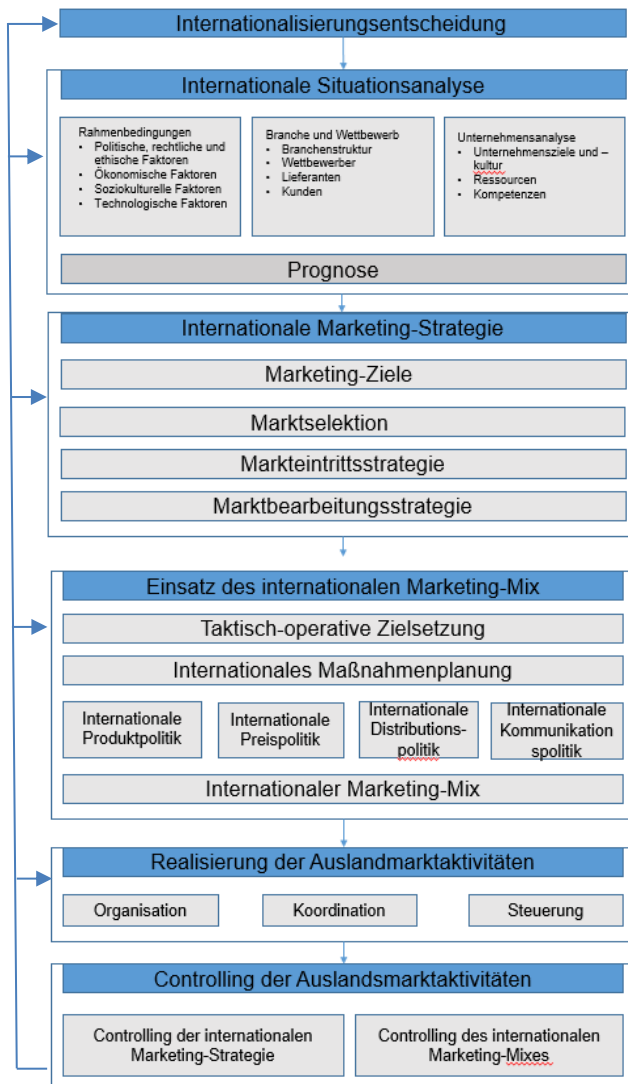 Internationalisierungsentscheidung
Internationale Situationsanalyse
Rahmenbedingungen
• Politische, rechtliche und
ethische Faktoren
• Ökonomische Faktoren
• Soziokulturelle Faktoren
• Technologische Faktoren
Branche und Wettbewerb
• Branchenstruktur
• Wettbewerber
• Lieferanten
• Kunden
Unternehmensanalyse
• Unternehmensziele und –
kultur
• Ressourcen
• Kompetenzen
Prognose
Internationale Marketing-Strategie
Marketing-Ziele
Marktselektion
Markteintrittsstrategie
Marktbearbeitungsstrategie
Einsatz des internationalen Marketing-Mix
Taktisch-operative Zielsetzung
Internationales Maßnahmenplanung
Internationale
Produktpolitik
Internationale
Preispolitik
Internationale
Distributions-
politik
Internationale
Kommunikation
spolitik
Internationaler Marketing-Mix
Realisierung der Auslandmarktaktivitäten
Organisation
Koordination
Steuerung
Controlling der Auslandsmarktaktivitäten
Controlling der internationalen
Marketing-Strategie
Controlling des internationalen
Marketing-Mixes